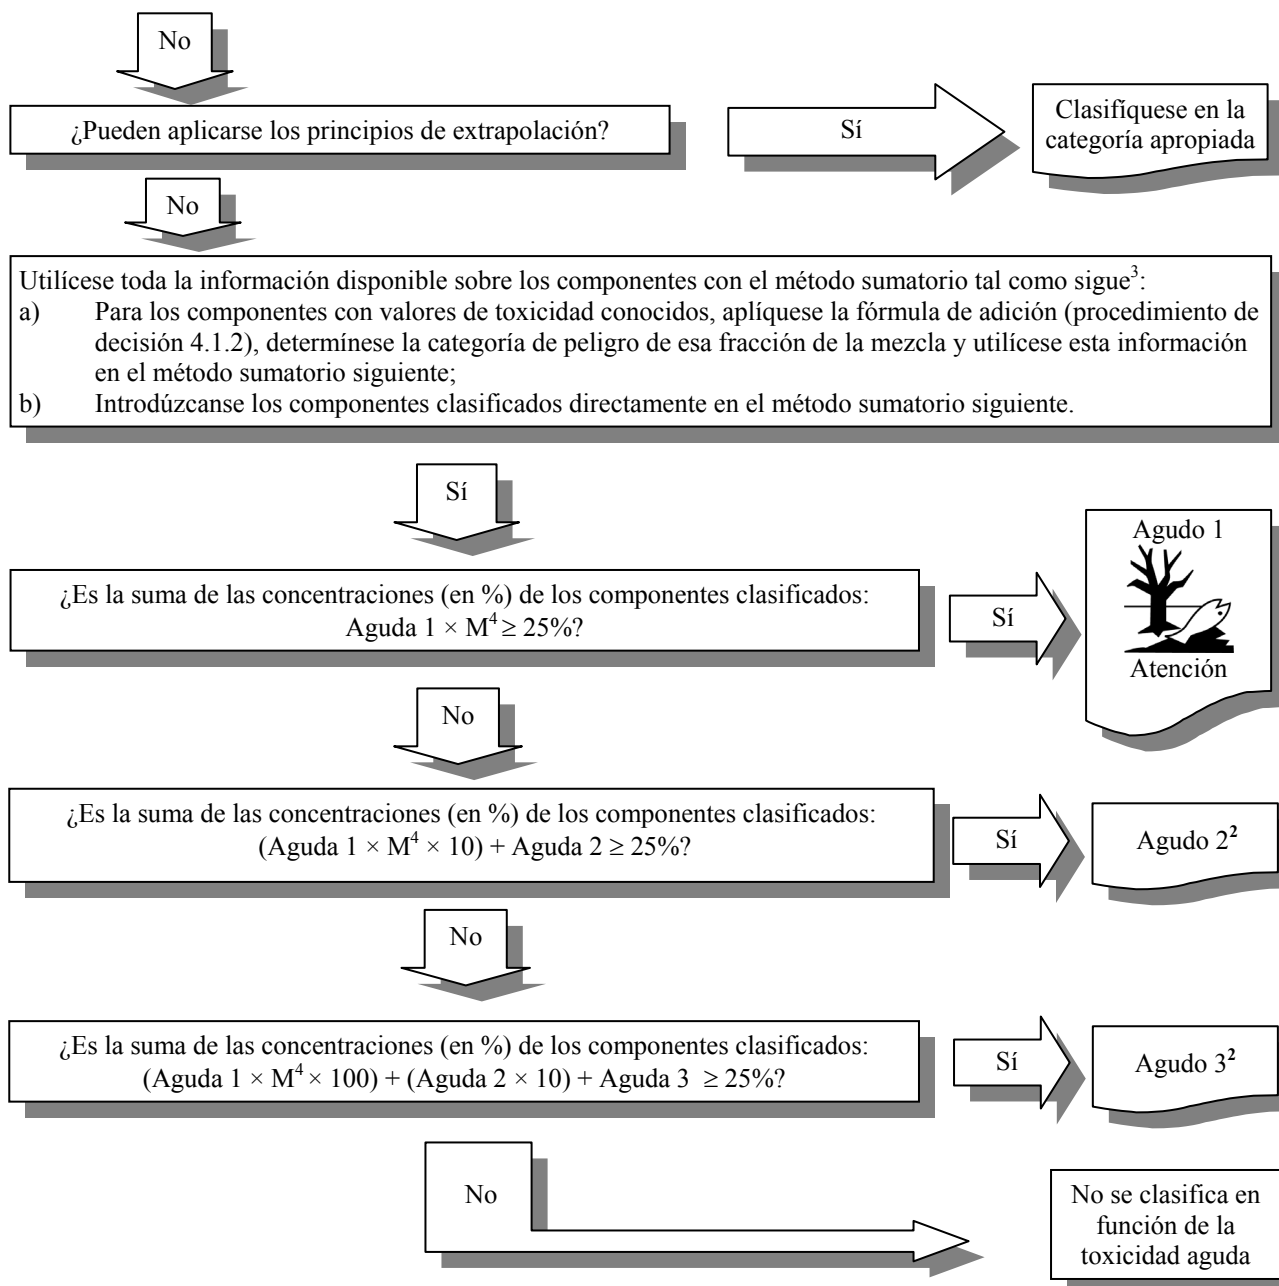 No
¿Pueden aplicarse los principios de extrapolación?
Sí
Clasifíquese en la
categoría apropiada
No
Utilícese toda la información disponible sobre los componentes con el método sumatorio tal como sigue³:
a) Para los componentes con valores de toxicidad conocidos, aplíquese la fórmula de adición (procedimiento de
decisión 4.1.2), determínese la categoría de peligro de esa fracción de la mezcla y utilícese esta información
en el método sumatorio siguiente;
b) Introdúzcanse los componentes clasificados directamente en el método sumatorio siguiente.
Sí
¿Es la suma de las concentraciones (en %) de los componentes clasificados:
Aguda 1 × M⁴ ≥ 25%?
Sí
Agudo 1
Atención
No
¿Es la suma de las concentraciones (en %) de los componentes clasificados:
(Aguda 1 × M⁴ × 10) + Aguda 2 ≥ 25%?
Sí
Agudo 2²
No
¿Es la suma de las concentraciones (en %) de los componentes clasificados:
(Aguda 1 × M⁴ × 100) + (Aguda 2 × 10) + Aguda 3 ≥ 25%?
Sí
Agudo 3²
No
No se clasifica en
función de la
toxicidad aguda